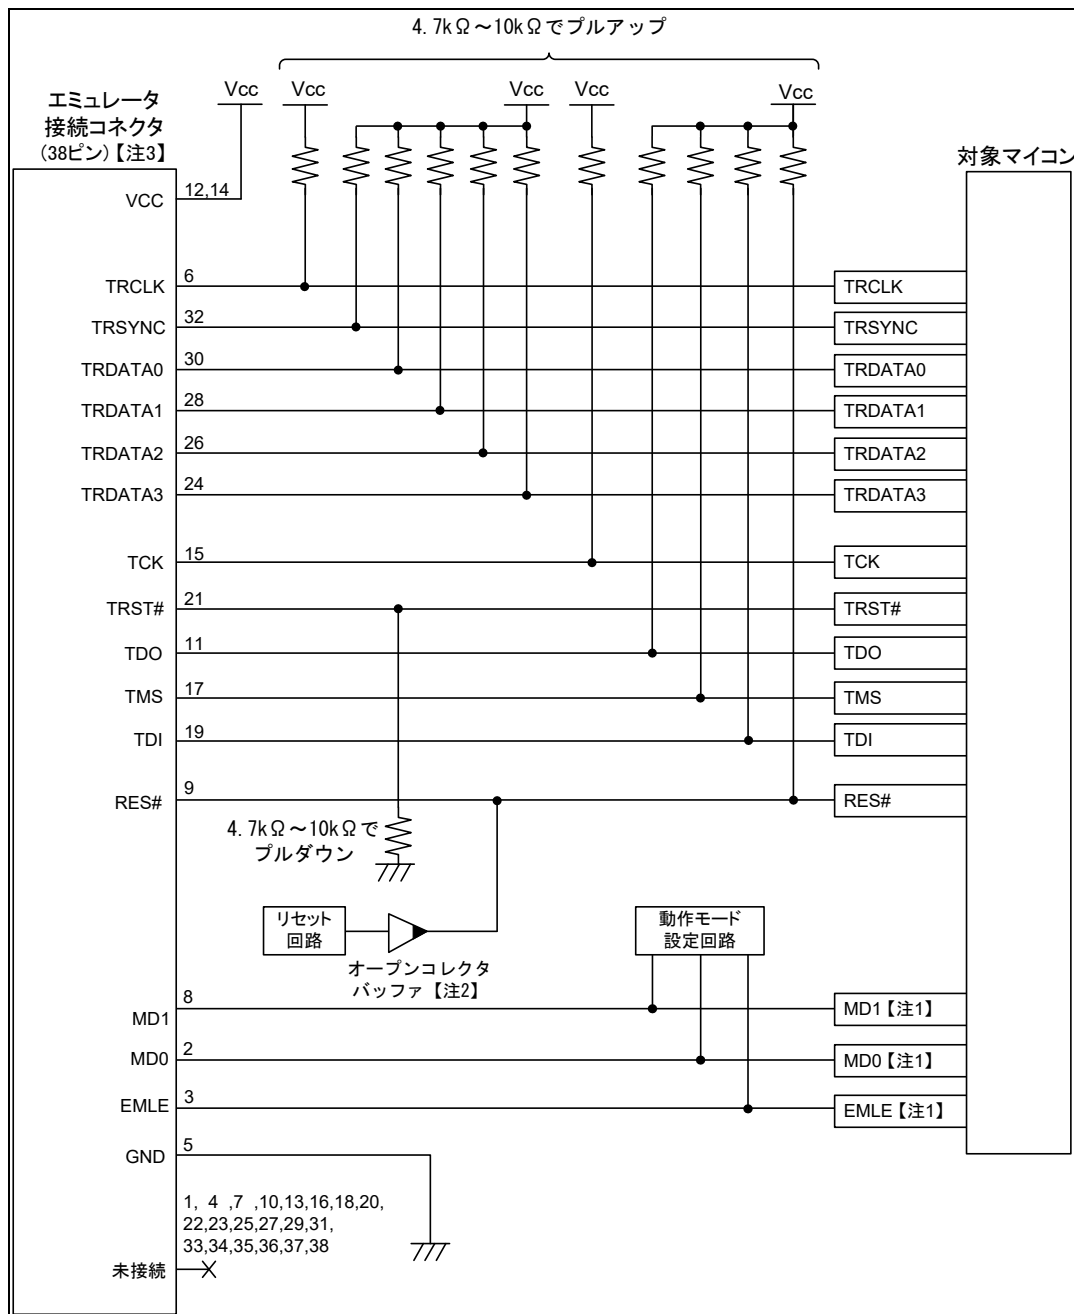 4.7kΩ～10kΩでプルアップ
Vcc Vcc Vcc Vcc Vcc
エミュレータ
接続コネクタ
(38ピン)【注3】
対象マイコン
VCC 12,14
TRCLK 6 TRCLK
TRSYNC 32 TRSYNC
TRDATA0 30 TRDATA0
TRDATA1 28 TRDATA1
TRDATA2 26 TRDATA2
TRDATA3 24 TRDATA3
TCK 15 TCK
TRST# 21 TRST#
TDO 11 TDO
TMS 17 TMS
TDI 19 TDI
RES# 9 RES#
4.7kΩ～10kΩで
プルダウン
リセット
回路
オープンコレクタ
バッファ【注2】
動作モード
設定回路
MD1 8 MD1【注1】
MD0 2 MD0【注1】
EMLE 3 EMLE【注1】
GND 5
1, 4 ,7 ,10,13,16,18,20,
22,23,25,27,29,31,
33,34,35,36,37,38
未接続